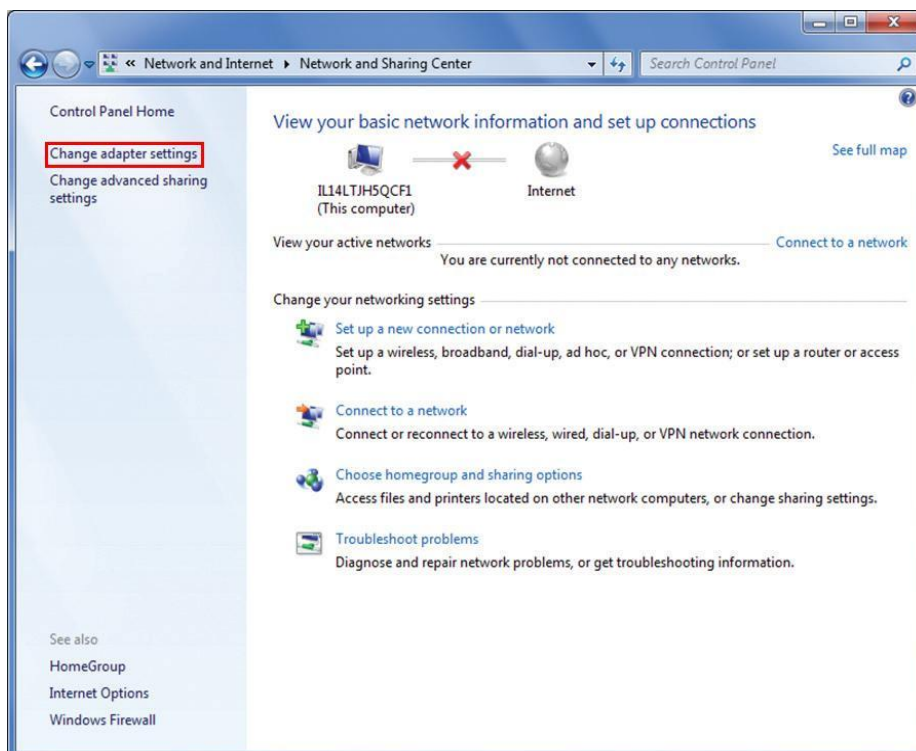 « Network and Internet ▸ Network and Sharing Center
Search Control Panel
Control Panel Home
Change adapter settings
Change advanced sharing
settings
See also
HomeGroup
Internet Options
Windows Firewall
View your basic network information and set up connections
See full map
IL14LTJH5QCF1
(This computer)
Internet
View your active networks
Connect to a network
You are currently not connected to any networks.
Change your networking settings
Set up a new connection or network
Set up a wireless, broadband, dial-up, ad hoc, or VPN connection; or set up a router or access
point.
Connect to a network
Connect or reconnect to a wireless, wired, dial-up, or VPN network connection.
Choose homegroup and sharing options
Access files and printers located on other network computers, or change sharing settings.
Troubleshoot problems
Diagnose and repair network problems, or get troubleshooting information.